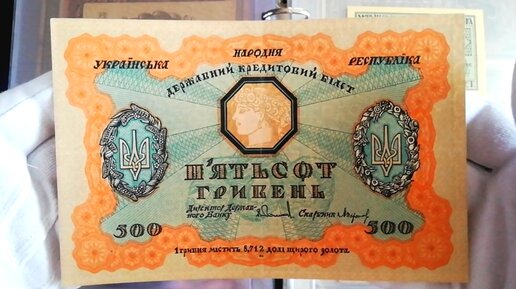 УКРАЇНСЬКА НАРОДНЯ РЕСПУБЛІКА
ДЕРЖАВНИЙ КРЕДИТОВИЙ БІЛЕТ
П'ЯТЬСОТ
ГРИВЕНЬ
Директор Держав-
ного Банку
Скарбник
500 500
1 гривня містить 8,712 долі щирого золота.